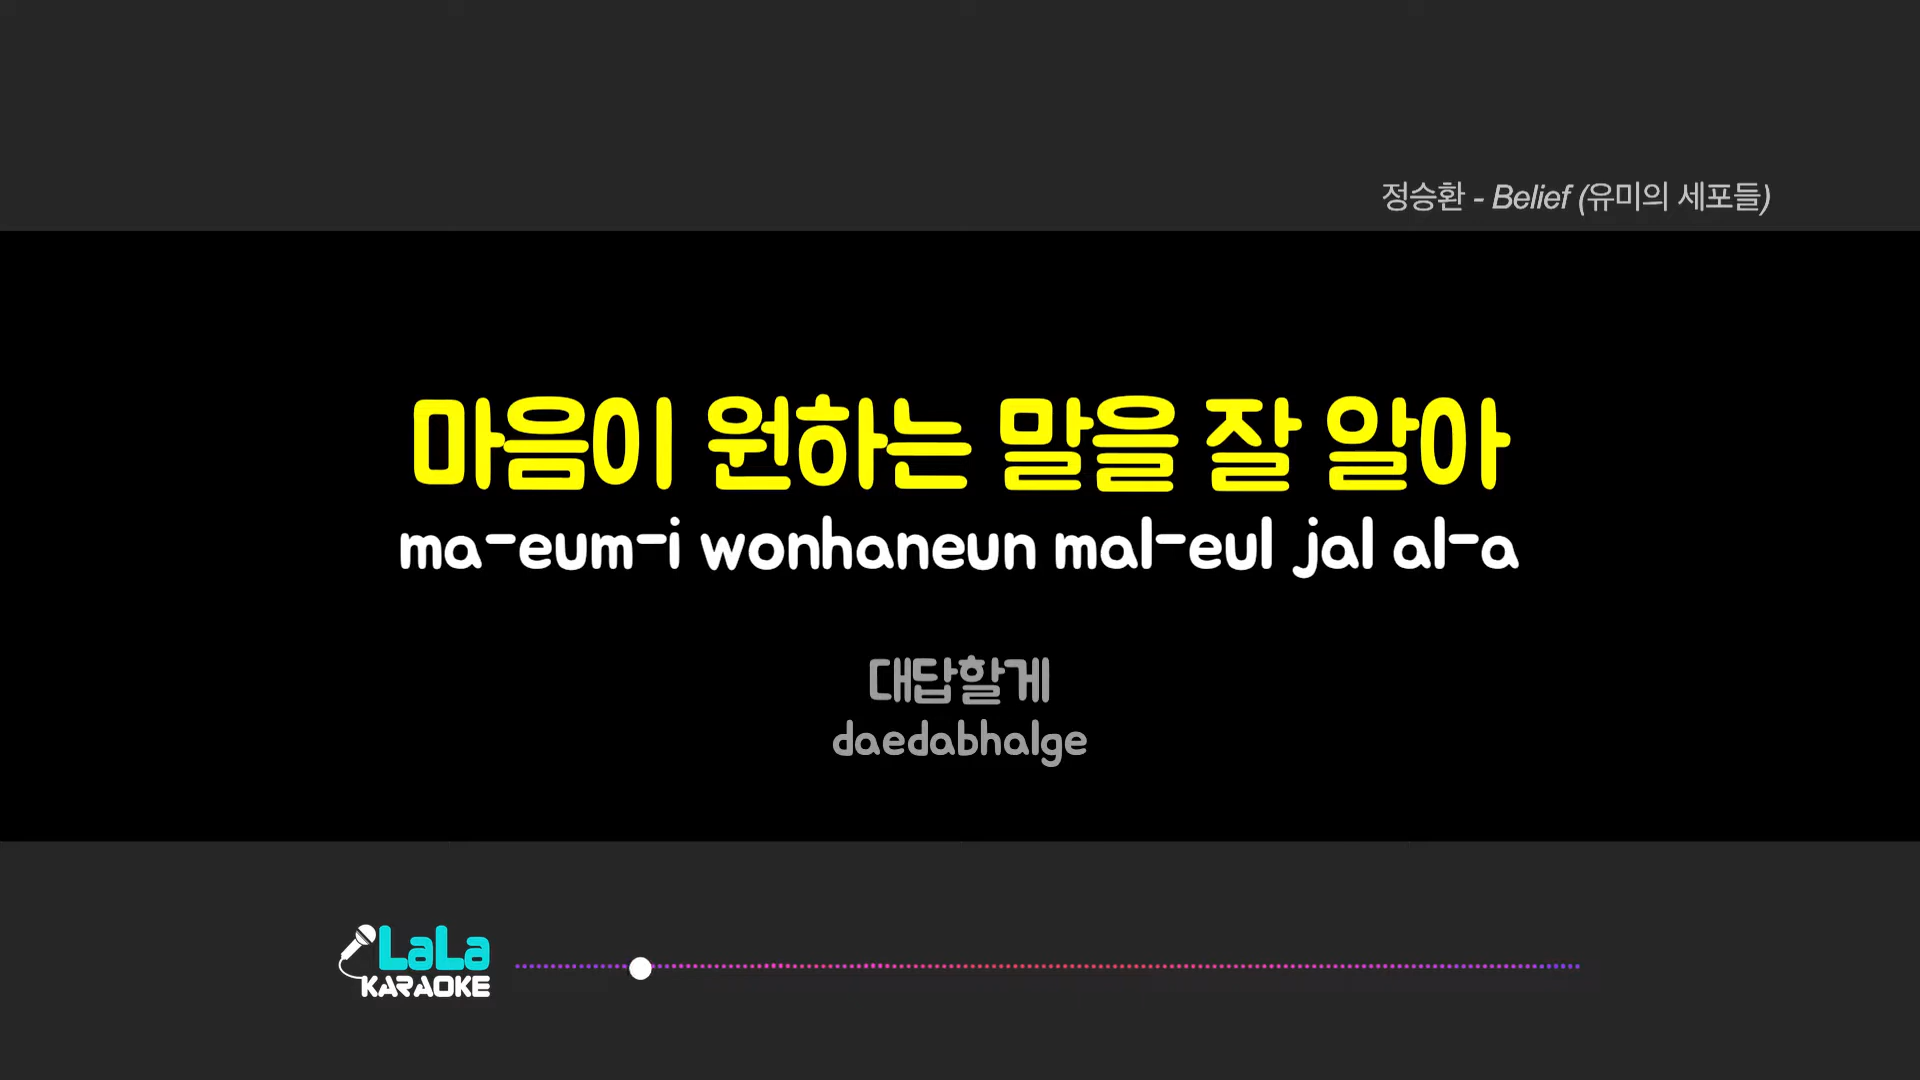 정승환 - Belief (유미의 세포들)
마음이 원하는 말을 잘 알아
ma-eum-i wonhaneun mal-eul jal al-a
대답할게
daedabhalge
LaLa
KARAOKE